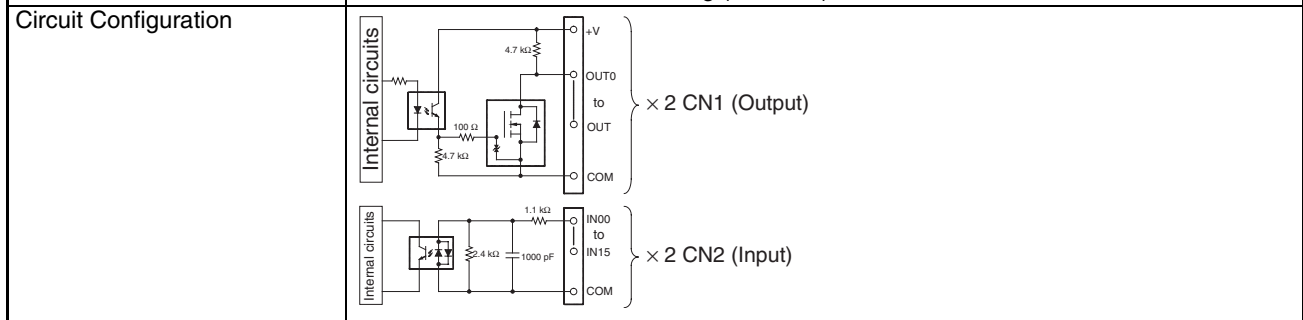 Circuit Configuration
Internal circuits
4.7 kΩ
100 Ω
4.7 kΩ
+V
OUT0
to
OUT
COM
× 2 CN1 (Output)
Internal circuits
1.1 kΩ
2.4 kΩ
1000 pF
IN00
to
IN15
COM
× 2 CN2 (Input)